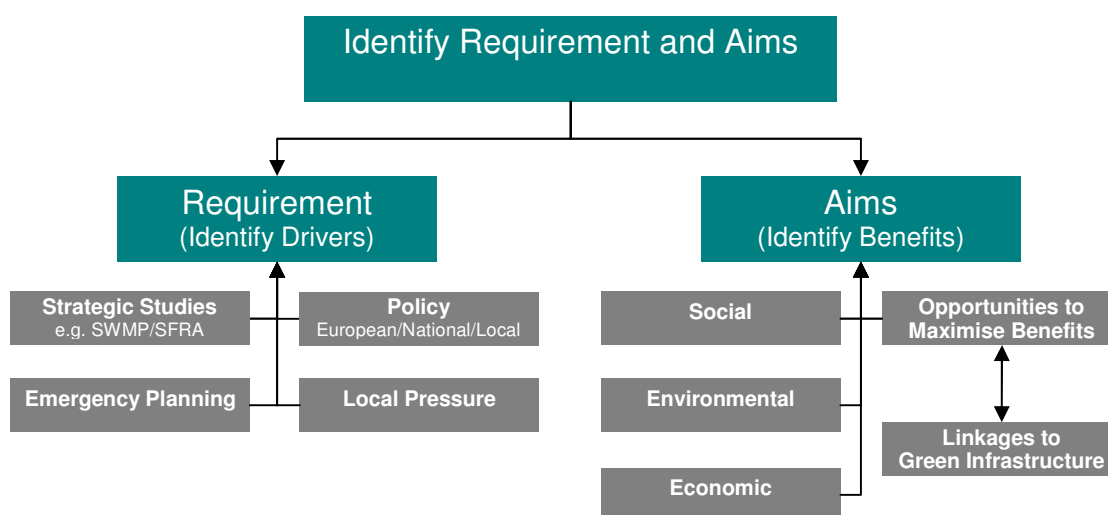 Identify Requirement and Aims
Requirement
(Identify Drivers)
Aims
(Identify Benefits)
Strategic Studies
e.g. SWMP/SFRA
Policy
European/National/Local
Social
Opportunities to
Maximise Benefits
Emergency Planning
Local Pressure
Environmental
Linkages to
Green Infrastructure
Economic